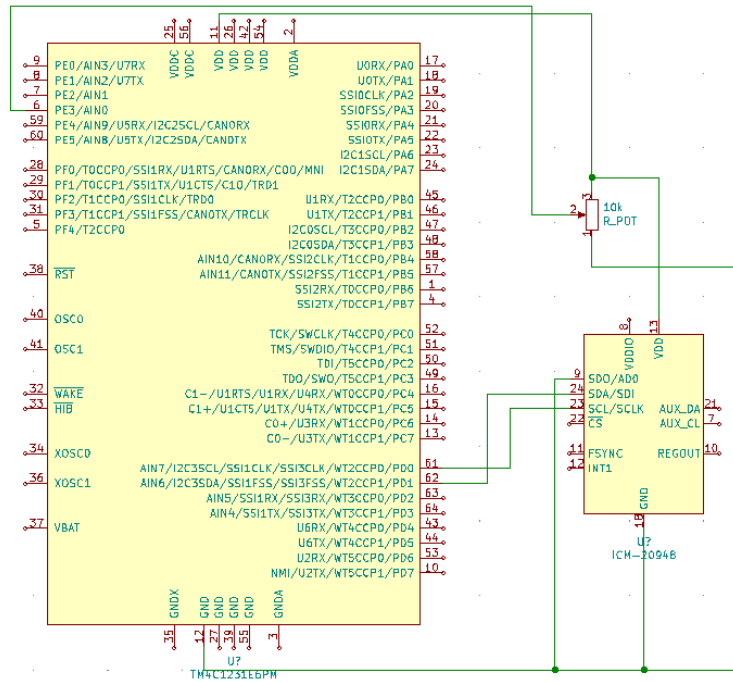 25 56 11 26 42 54 2
VDDC VDDC VDD VDD VDD VDD VDDA
9 PE0/AIN3/U7RX U0RX/PA0 17
8 PE1/AIN2/U7TX U0TX/PA1 18
7 PE2/AIN1 SSI0CLK/PA2 19
6 PE3/AIN0 SSI0FSS/PA3 20
59 PE4/AIN9/U5RX/I2C2SCL/CAN0RX SSI0RX/PA4 21
60 PE5/AIN8/U5TX/I2C2SDA/CAN0TX SSI0TX/PA5 22
I2C1SCL/PA6 23
28 PF0/T0CCP0/SSI1RX/U1RTS/CAN0RX/C0O/MNI I2C1SDA/PA7 24
29 PF1/T0CCP1/SSI1TX/U1CTS/C1O/TRD1
30 PF2/T1CCP0/SSI1CLK/TRD0 U1RX/T2CCP0/PB0 45
31 PF3/T1CCP1/SSI1FSS/CAN0TX/TRCLK U1TX/T2CCP1/PB1 46
5 PF4/T2CCP0 I2C0SCL/T3CCP0/PB2 47
I2C0SDA/T3CCP1/PB3 48
AIN10/CAN0RX/SSI2CLK/T1CCP0/PB4 58
38 RST AIN11/CAN0TX/SSI2FSS/T1CCP1/PB5 57
SSI2RX/T0CCP0/PB6 1
SSI2TX/T0CCP1/PB7 4
40 OSC0
TCK/SWCLK/T4CCP0/PC0 52
41 OSC1 TMS/SWDIO/T4CCP1/PC1 51
TDI/T5CCP0/PC2 50
TDO/SWO/T5CCP1/PC3 49
32 WAKE C1-/U1RTS/U1RX/U4RX/WT0CCP0/PC4 16
33 HIB C1+/U1CTS/U1TX/U4TX/WT0CCP1/PC5 15
C0+/U3RX/WT1CCP0/PC6 14
C0-/U3TX/WT1CCP1/PC7 13
34 XOSC0
AIN7/I2C3SCL/SSI1CLK/SSI3CLK/WT2CCP0/PD0 61
36 XOSC1 AIN6/I2C3SDA/SSI1FSS/SSI3FSS/WT2CCP1/PD1 62
AIN5/SSI1RX/SSI3RX/WT3CCP0/PD2 63
AIN4/SSI1TX/SSI3TX/WT3CCP1/PD3 64
37 VBAT U6RX/WT4CCP0/PD4 43
U6TX/WT4CCP1/PD5 44
U2RX/WT5CCP0/PD6 53
NMI/U2TX/WT5CCP1/PD7 10
GNDX GND GND GND GND GNDA
35 12 27 39 55 3
U?
TM4C1231E6PM
3
2
1
10k
R_POT
8 13
VDDIO VDD
9 SDO/AD0
24 SDA/SDI
23 SCL/SCLK AUX_DA 21
22 CS AUX_CL 7
11 FSYNC REGOUT 10
12 INT1
GND
18
U?
ICM-20948